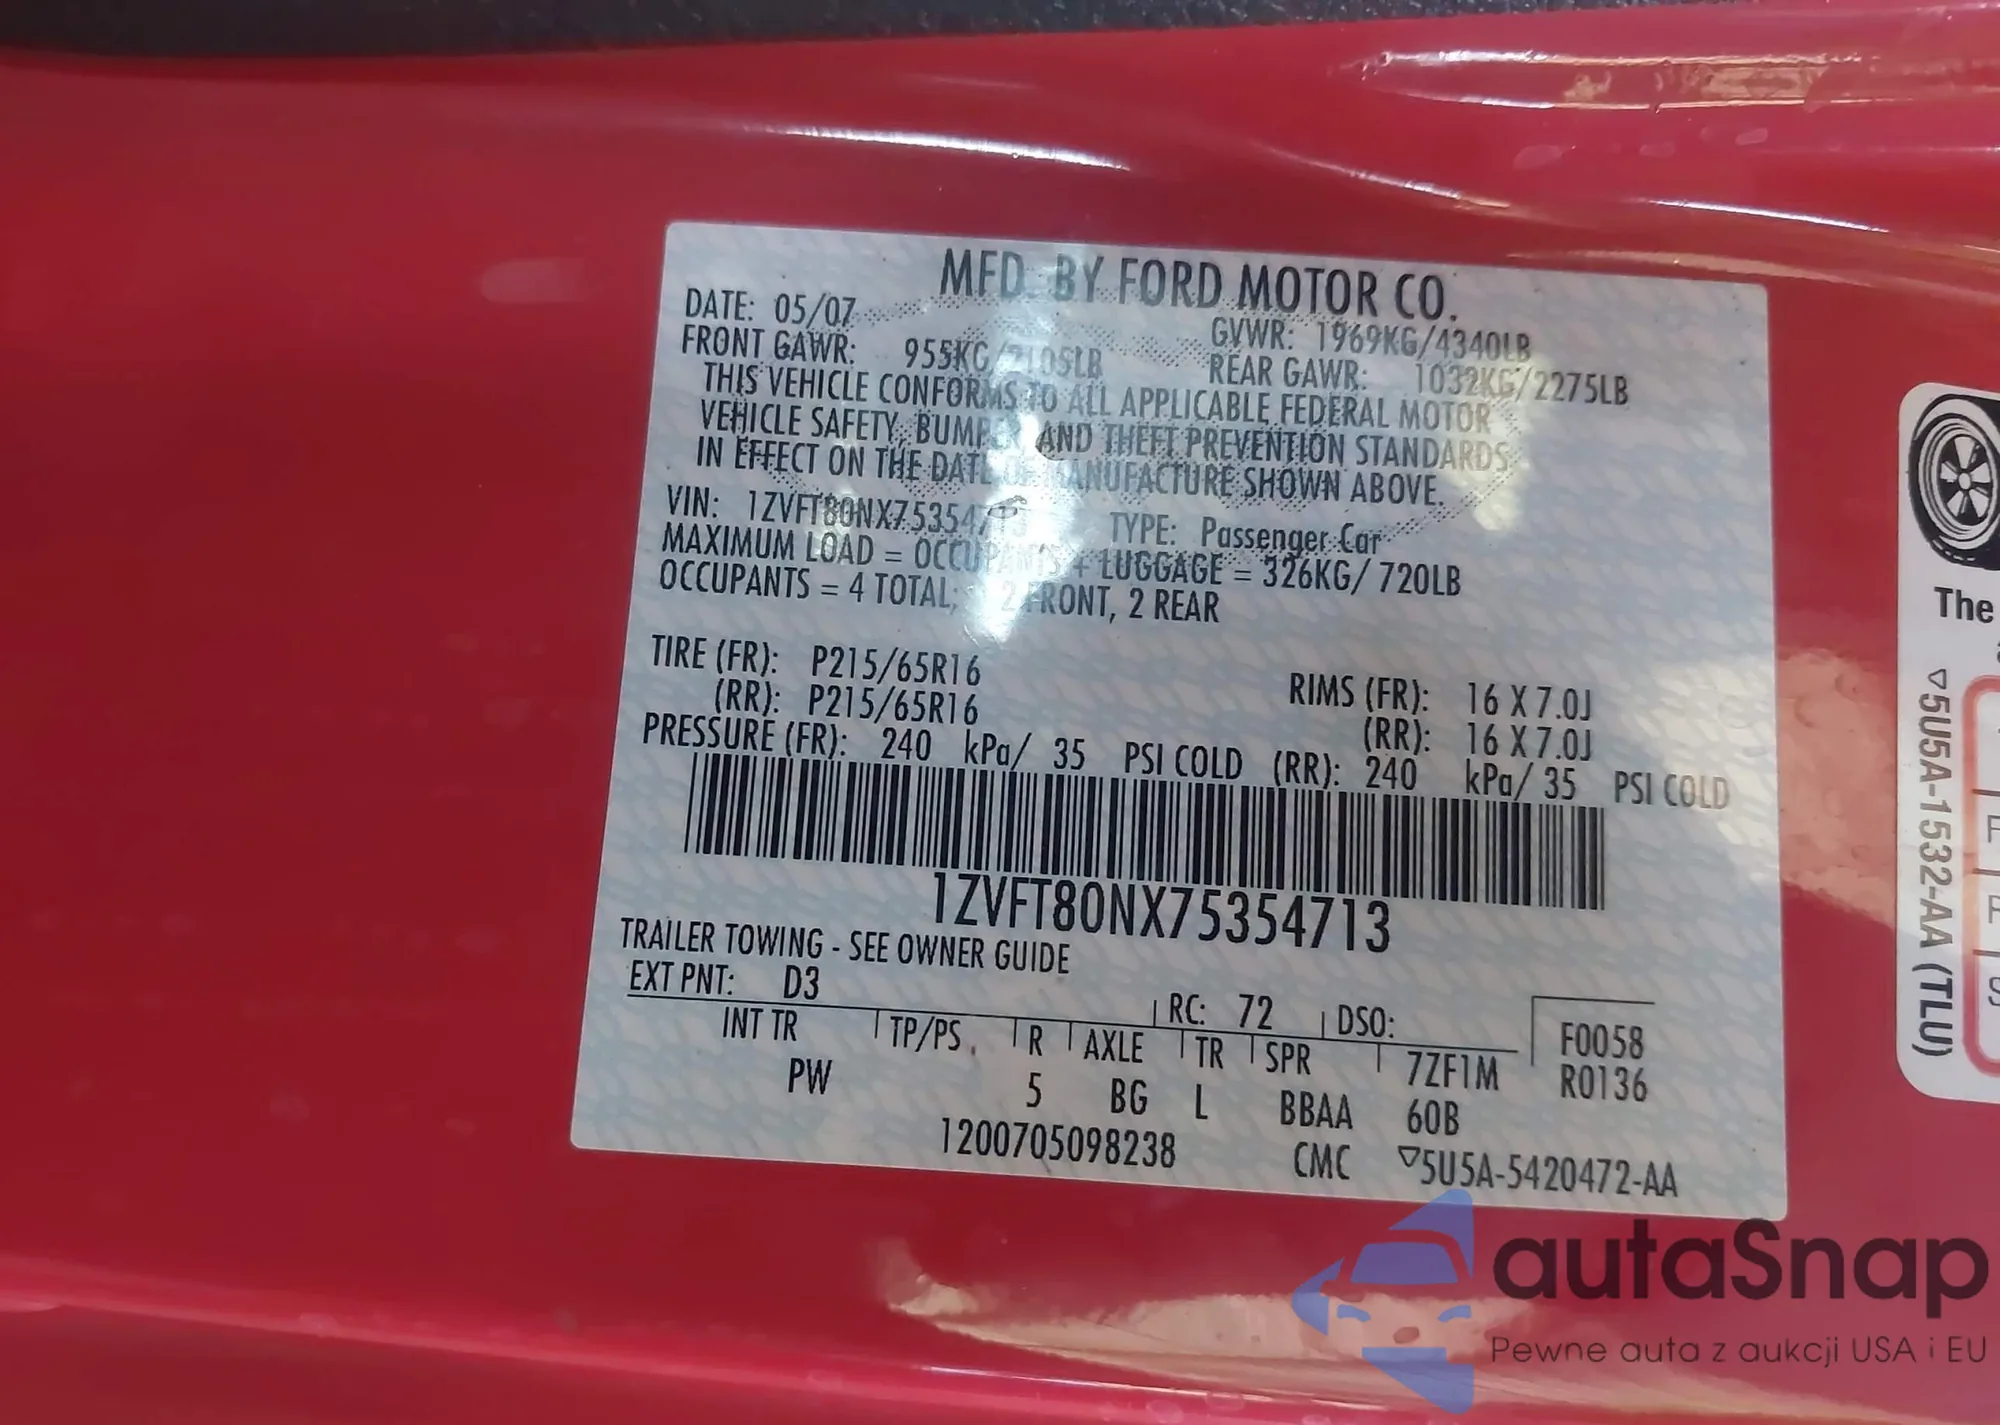 MFD. BY FORD MOTOR CO.
DATE: 05/07 GVWR: 1969KG/4340LB
FRONT GAWR: 955KG/2105LB REAR GAWR: 1032KG/2275LB
THIS VEHICLE CONFORMS TO ALL APPLICABLE FEDERAL MOTOR
VEHICLE SAFETY, BUMPER AND THEFT PREVENTION STANDARDS
IN EFFECT ON THE DATE OF MANUFACTURE SHOWN ABOVE.
VIN: 1ZVFT80NX75354713 TYPE: Passenger Car
MAXIMUM LOAD = OCCUPANTS + LUGGAGE = 326KG/ 720LB
OCCUPANTS = 4 TOTAL; 2 FRONT, 2 REAR
TIRE (FR): P215/65R16 RIMS (FR): 16 X 7.0J
(RR): P215/65R16 (RR): 16 X 7.0J
PRESSURE (FR): 240 kPa/ 35 PSI COLD (RR): 240 kPa/ 35 PSI COLD
1ZVFT80NX75354713
TRAILER TOWING - SEE OWNER GUIDE
EXT PNT: D3 RC: 72 DSO: F0058
INT TR TP/PS R AXLE TR SPR 7ZF1M R0136
PW 5 BG L BBAA 60B
1200705098238 CMC ▽5U5A-5420472-AA
The
▽5U5A-1532-AA (TLU)
autaSnap
Pewne auta z aukcji USA i EU